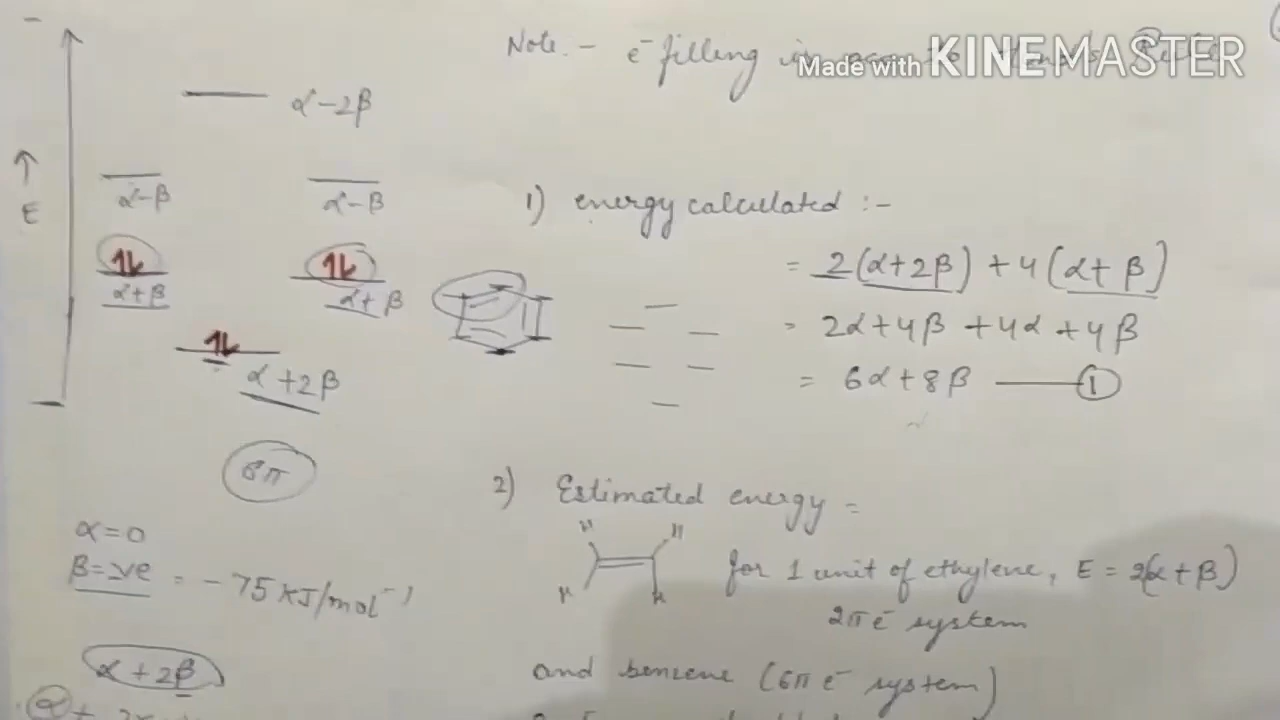 Note.- e⁻ filling
Made with KINEMASTER
α-2β
↑
E
α-β
α-β
1) energy calculated :-
= 2(α+2β) + 4(α+β)
α+β
α+β
= 2α+4β +4α+4β
= 6α+8β ——— ①
α+2β
6π
2) Estimated energy =
α=0
H H
H H
for 1 unit of ethylene, E = 2(α+β)
β=-ve = -75 KJ/mol⁻¹
2πe⁻ system
α+2β
and benzene (6πe⁻ system)